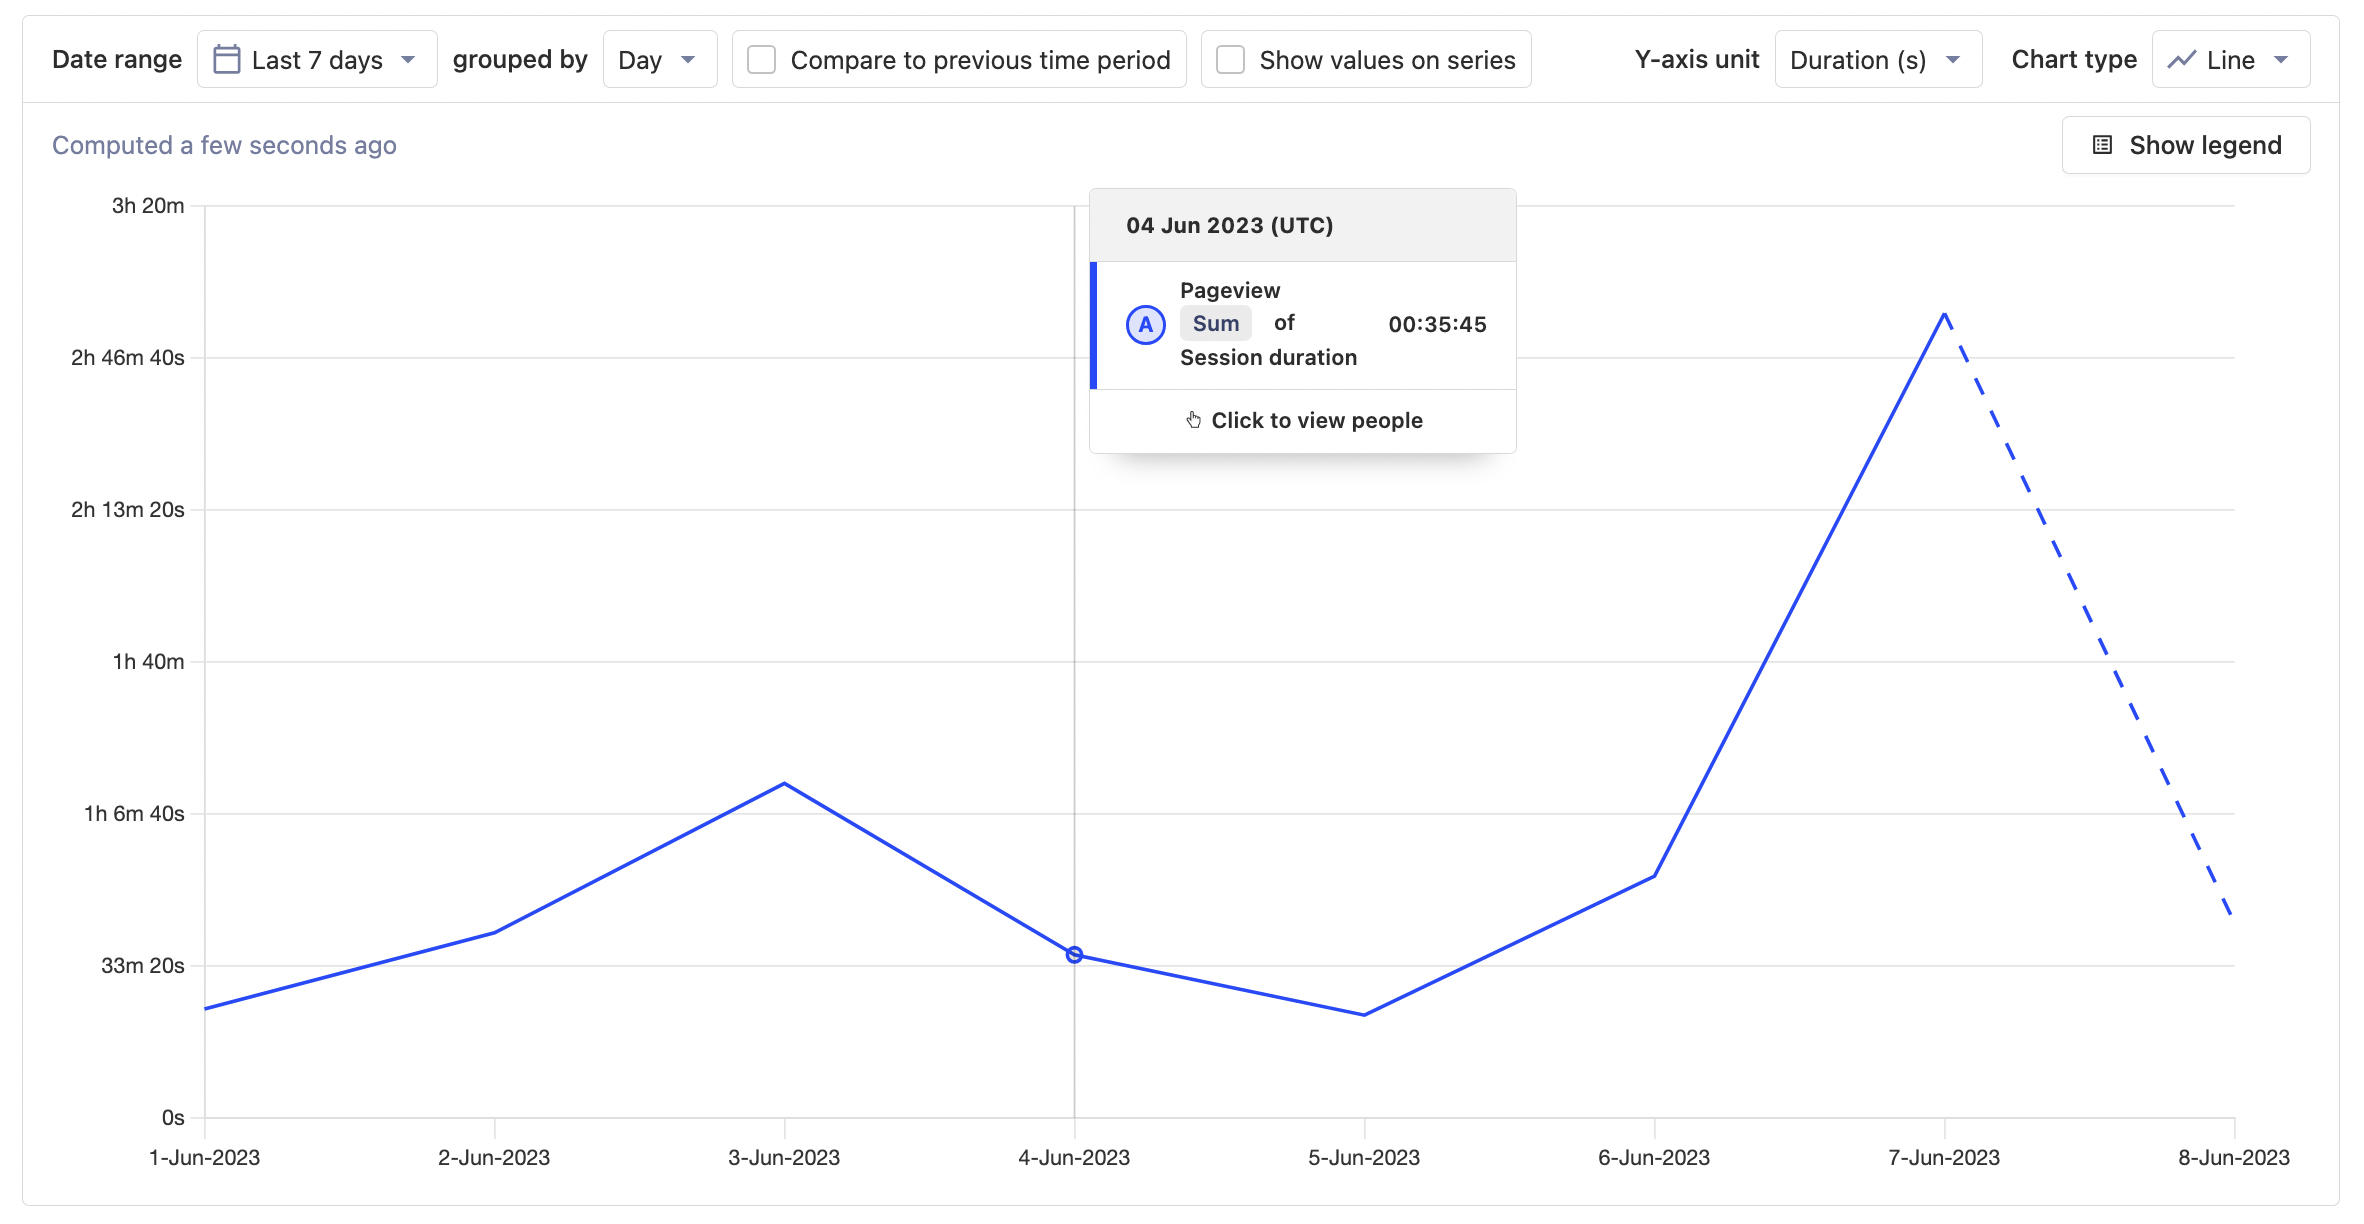 Date range Last 7 days grouped by Day Compare to previous time period Show values on series Y-axis unit Duration (s) Chart type Line
Computed a few seconds ago
Show legend
3h 20m
2h 46m 40s
2h 13m 20s
1h 40m
1h 6m 40s
33m 20s
0s
04 Jun 2023 (UTC)
Pageview
A Sum of 00:35:45
Session duration
Click to view people
1-Jun-2023 2-Jun-2023 3-Jun-2023 4-Jun-2023 5-Jun-2023 6-Jun-2023 7-Jun-2023 8-Jun-2023